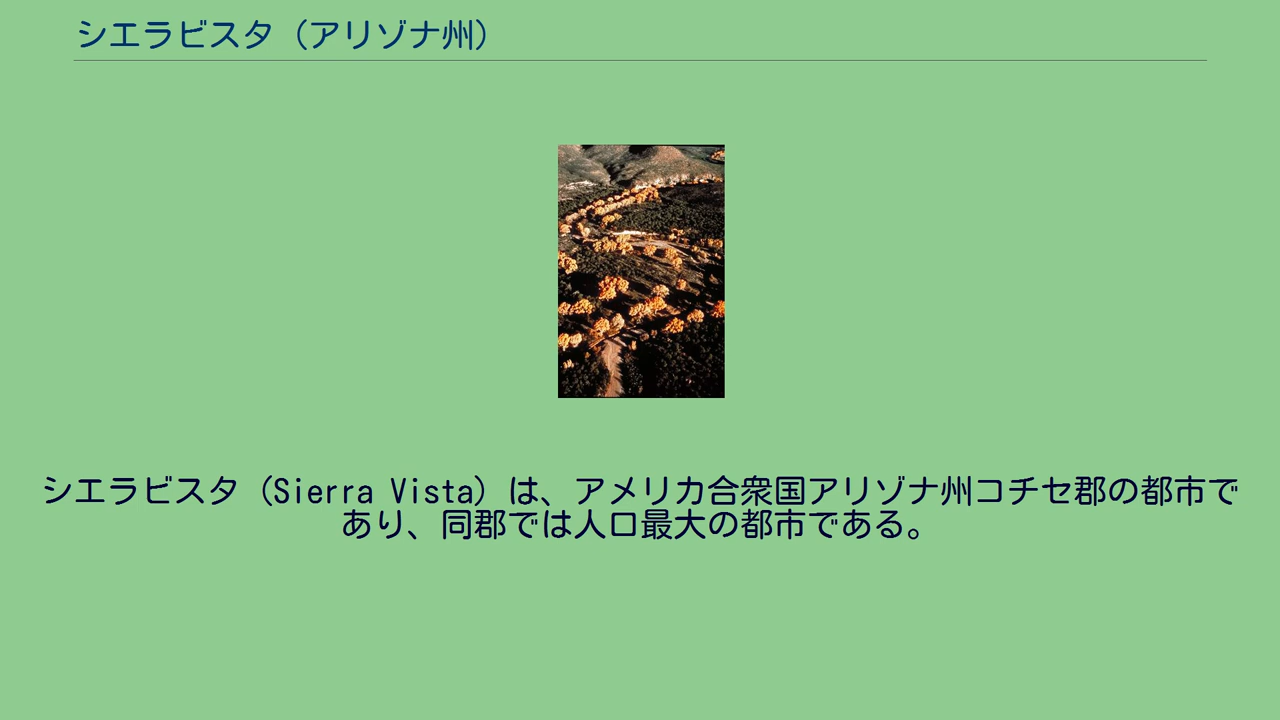 シエラビスタ（アリゾナ州）
シエラビスタ（Sierra Vista）は、アメリカ合衆国アリゾナ州コチセ郡の都市で
あり、同郡では人口最大の都市である。